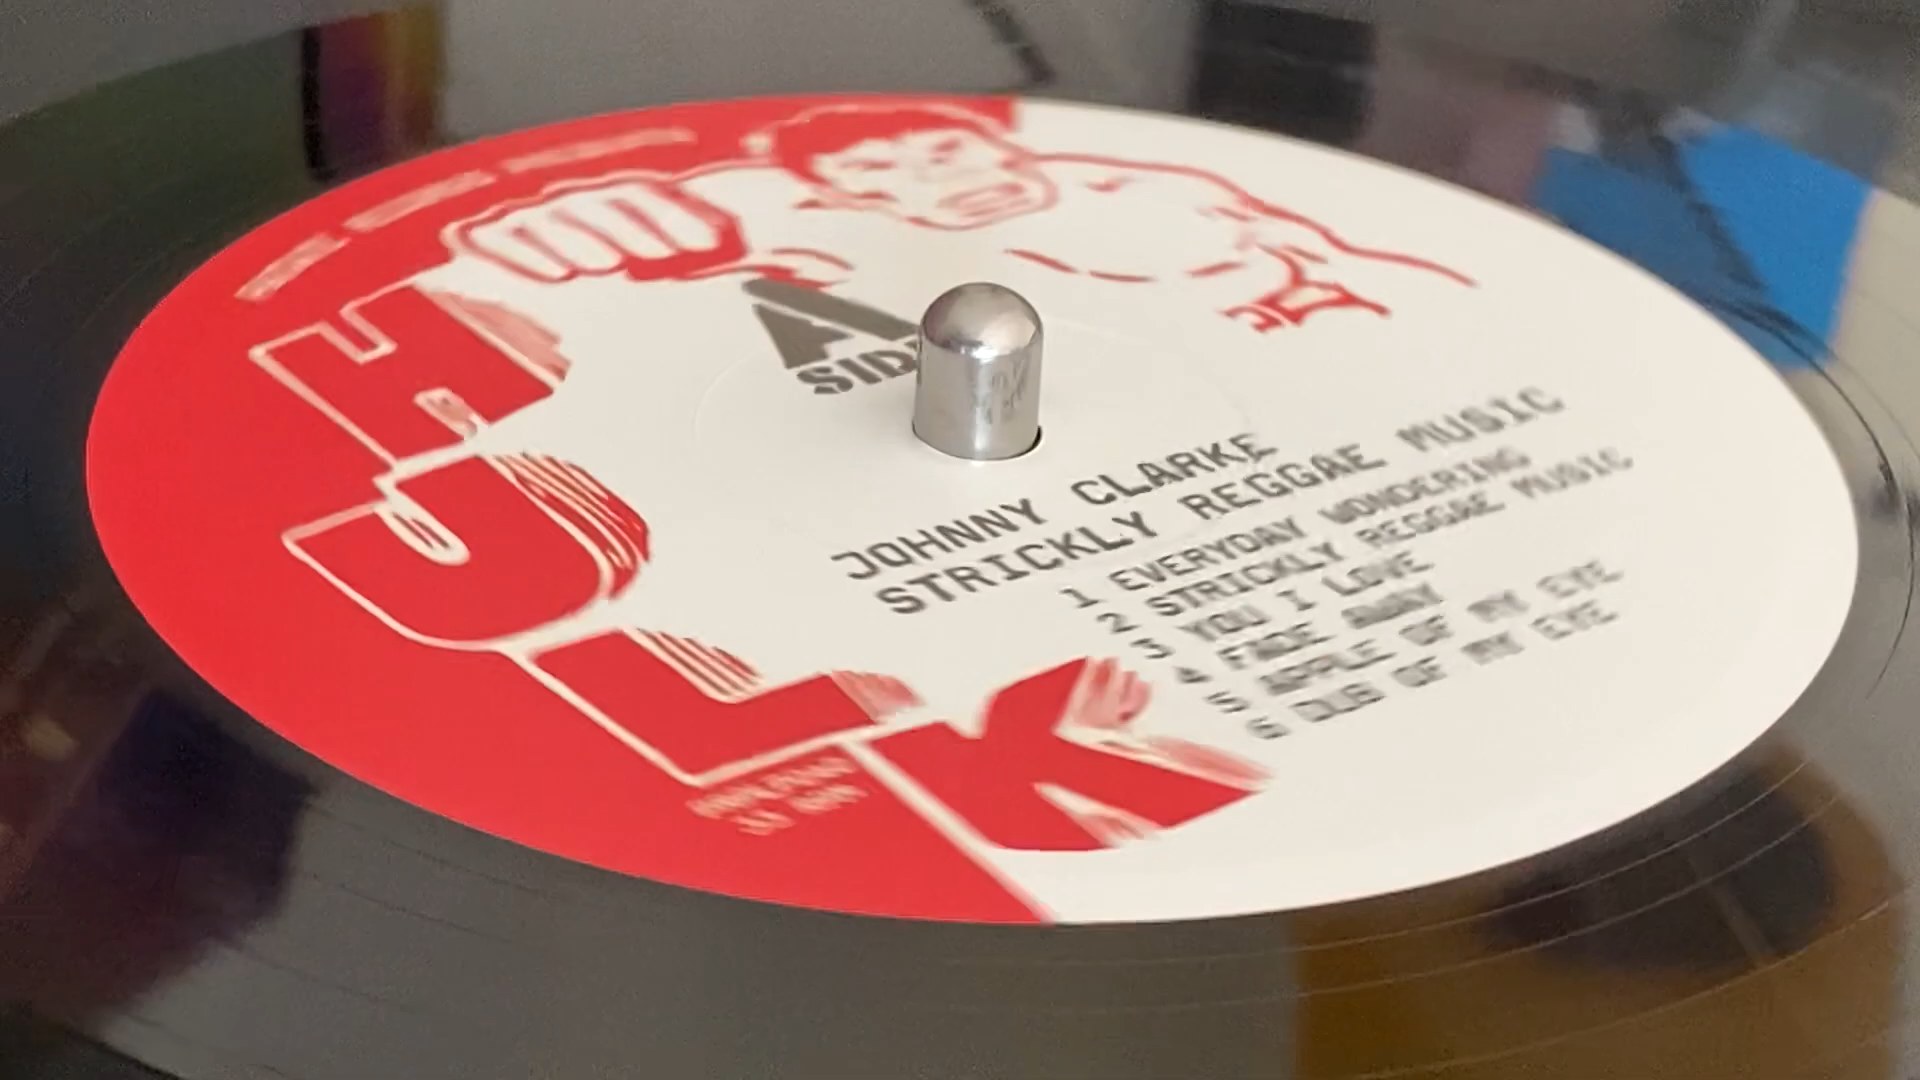 HULK
A
SIDE
JOHNNY CLARKE
STRICKLY REGGAE MUSIC
1 EVERYDAY WONDERING
2 STRICKLY REGGAE MUSIC
3 YOU I LOVE
4 FADE AWAY
5 APPLE OF MY EYE
6 DUB OF MY EYE